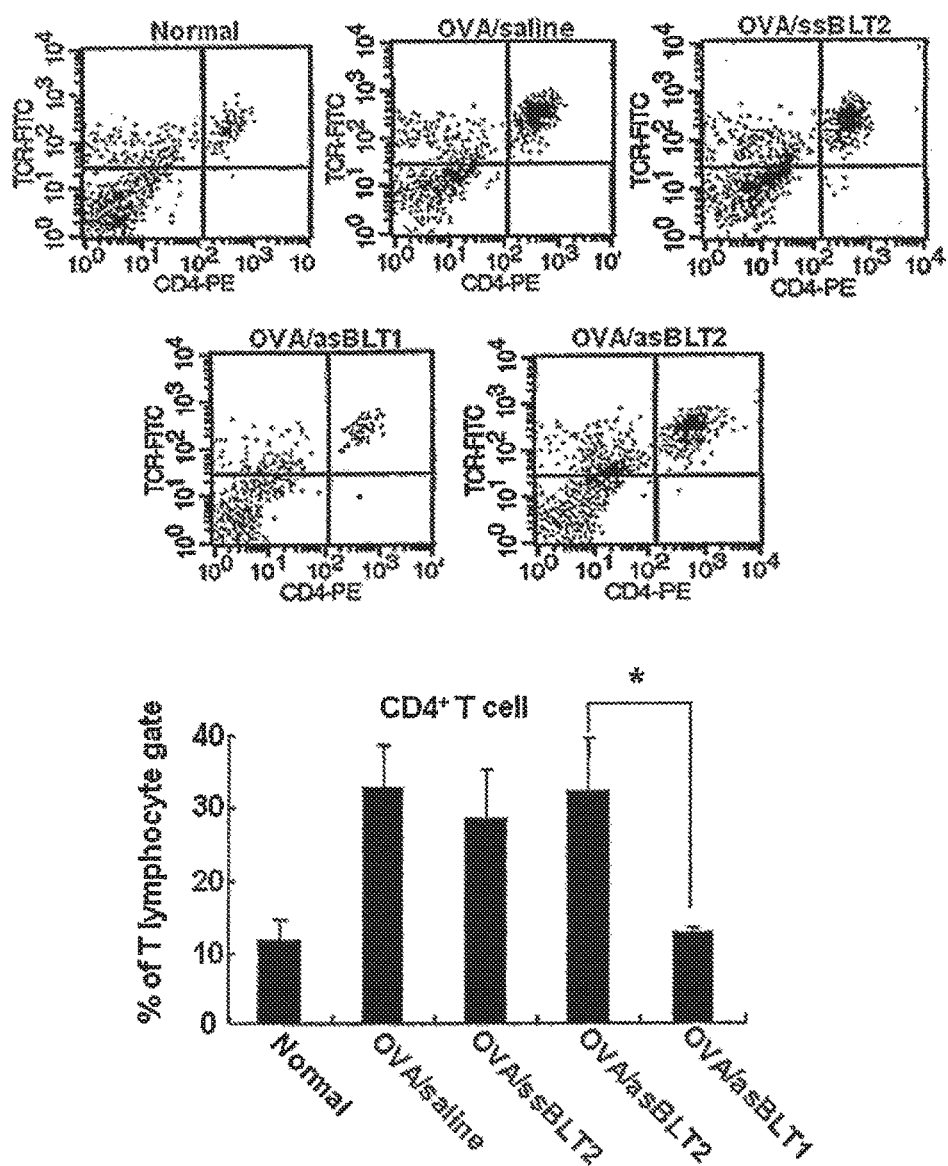 Normal
OVA/saline
OVA/ssBLT2
TCR-FITC
10⁴
10³
10²
10¹
10⁰
10⁰ 10¹ 10² 10³ 10
CD4-PE
TCR-FITC
10⁴
10³
10²
10¹
10⁰
10⁰ 10¹ 10² 10³ 10'
CD4-PE
TCR-FITC
10⁴
10³
10²
10¹
10⁰
10⁰ 10¹ 10² 10³ 10⁴
CD4-PE
OVA/asBLT1
OVA/asBLT2
TCR-FITC
10⁴
10³
10²
10¹
10⁰
10⁰ 10¹ 10² 10³ 10'
CD4-PE
TCR-FITC
10⁴
10³
10²
10¹
10⁰
10⁰ 10¹ 10² 10³ 10⁴
CD4-PE
*
CD4⁺ T cell
% of T lymphocyte gate
40
30
20
10
0
Normal
OVA/saline
OVA/ssBLT2
OVA/asBLT2
OVA/asBLT1